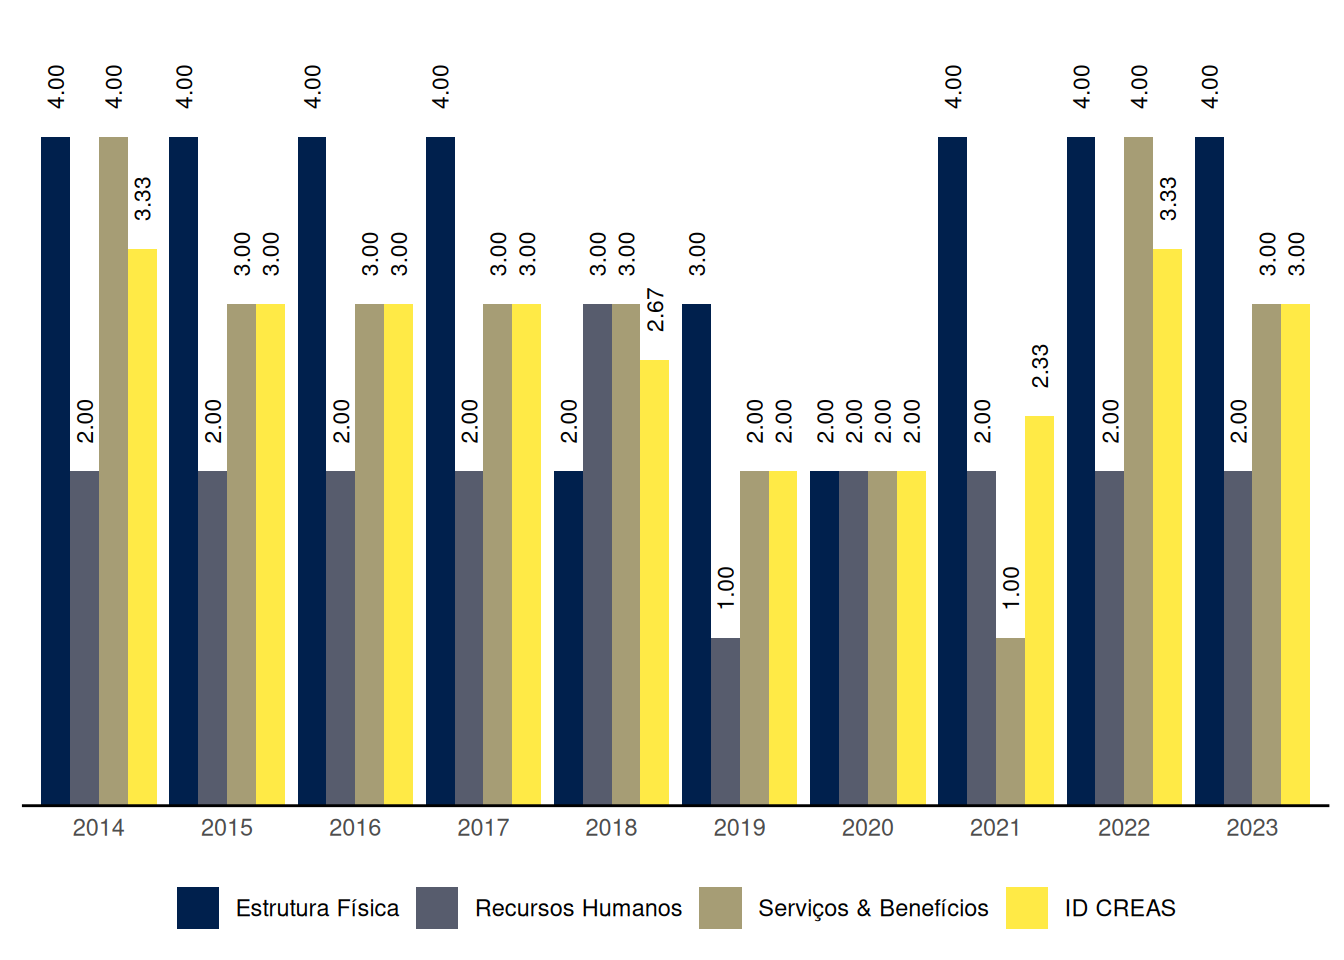 4.00 4.00 4.00 4.00 4.00 4.00 4.00 4.00 4.00
3.33 3.33
3.00 3.00 3.00 3.00 3.00 3.00 3.00 3.00 3.00 3.00 3.00
2.67
2.33
2.00 2.00 2.00 2.00 2.00 2.00 2.00 2.00 2.00 2.00 2.00 2.00 2.00 2.00
1.00 1.00
2014 2015 2016 2017 2018 2019 2020 2021 2022 2023
Estrutura Física Recursos Humanos Serviços & Benefícios ID CREAS